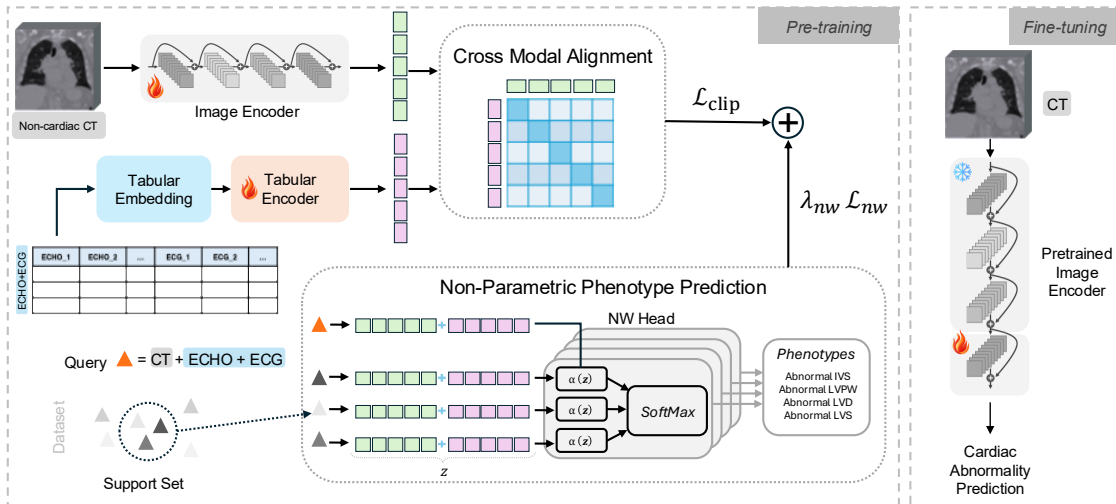 Pre-training
Fine-tuning
Non-cardiac CT
Image Encoder
Cross Modal Alignment
ℒclip
CT
Tabular
Embedding
Tabular
Encoder
λnw ℒnw
ECHO+ECG
ECHO_1 ECHO_2 ... ECG_1 ECG_2 ...
Pretrained
Image
Encoder
Non-Parametric Phenotype Prediction
NW Head
Query = CT + ECHO + ECG
+
α(z)
+
α(z)
+
α(z)
+
SoftMax
Phenotypes
Abnormal IVS
Abnormal LVPW
Abnormal LVD
Abnormal LVS
Dataset
Support Set
z
Cardiac
Abnormality
Prediction